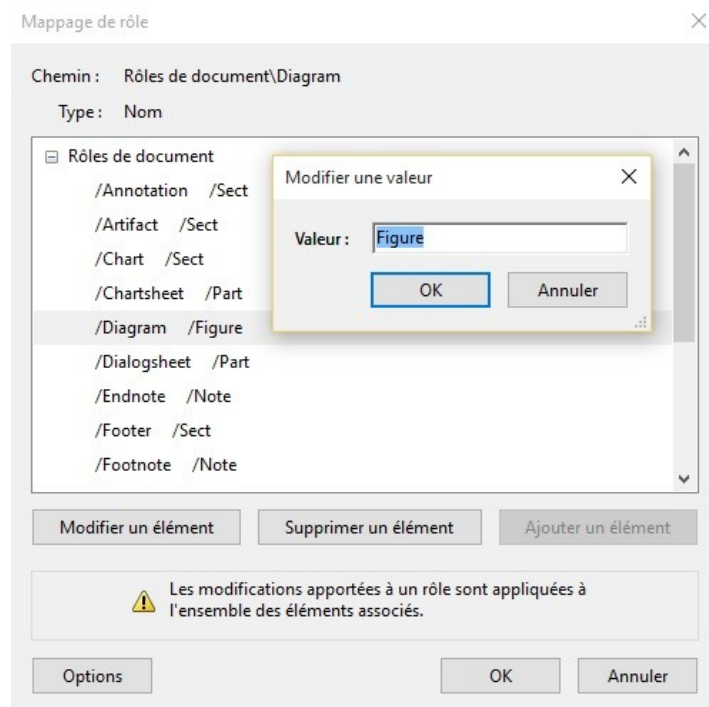 Mappage de rôle
Chemin : Rôles de document\Diagram
Type : Nom
Rôles de document
/Annotation /Sect
/Artifact /Sect
/Chart /Sect
/Chartsheet /Part
/Diagram /Figure
/Dialogsheet /Part
/Endnote /Note
/Footer /Sect
/Footnote /Note
Modifier une valeur
Valeur : Figure
OK Annuler
Modifier un élément Supprimer un élément Ajouter un élément
Les modifications apportées à un rôle sont appliquées à
l'ensemble des éléments associés.
Options OK Annuler